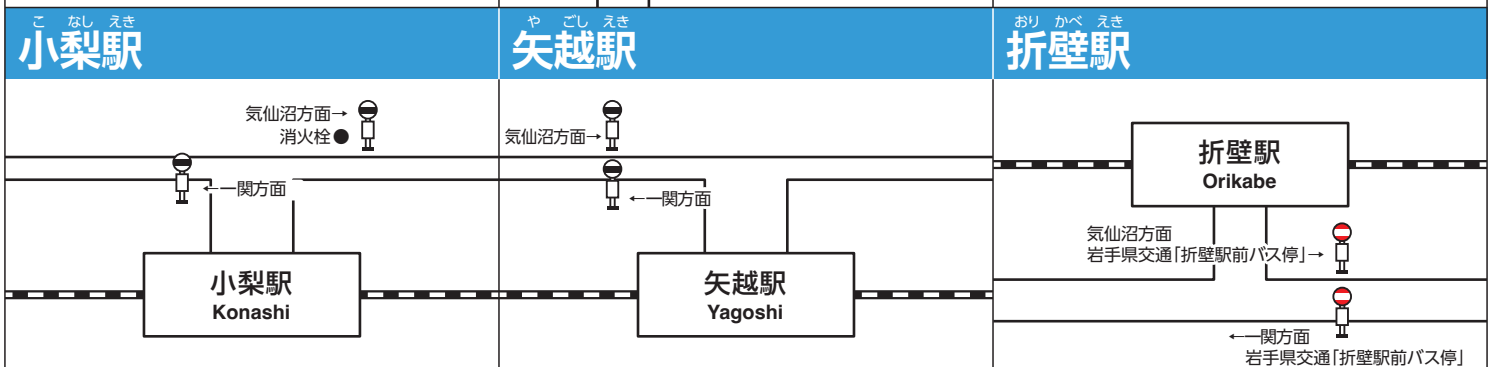 こ なし えき
小梨駅
気仙沼方面→
消火栓●
←一関方面
小梨駅
Konashi
や ごし えき
矢越駅
気仙沼方面→
←一関方面
矢越駅
Yagoshi
おり かべ えき
折壁駅
折壁駅
Orikabe
気仙沼方面
岩手県交通「折壁駅前バス停」→
←一関方面
岩手県交通「折壁駅前バス停」